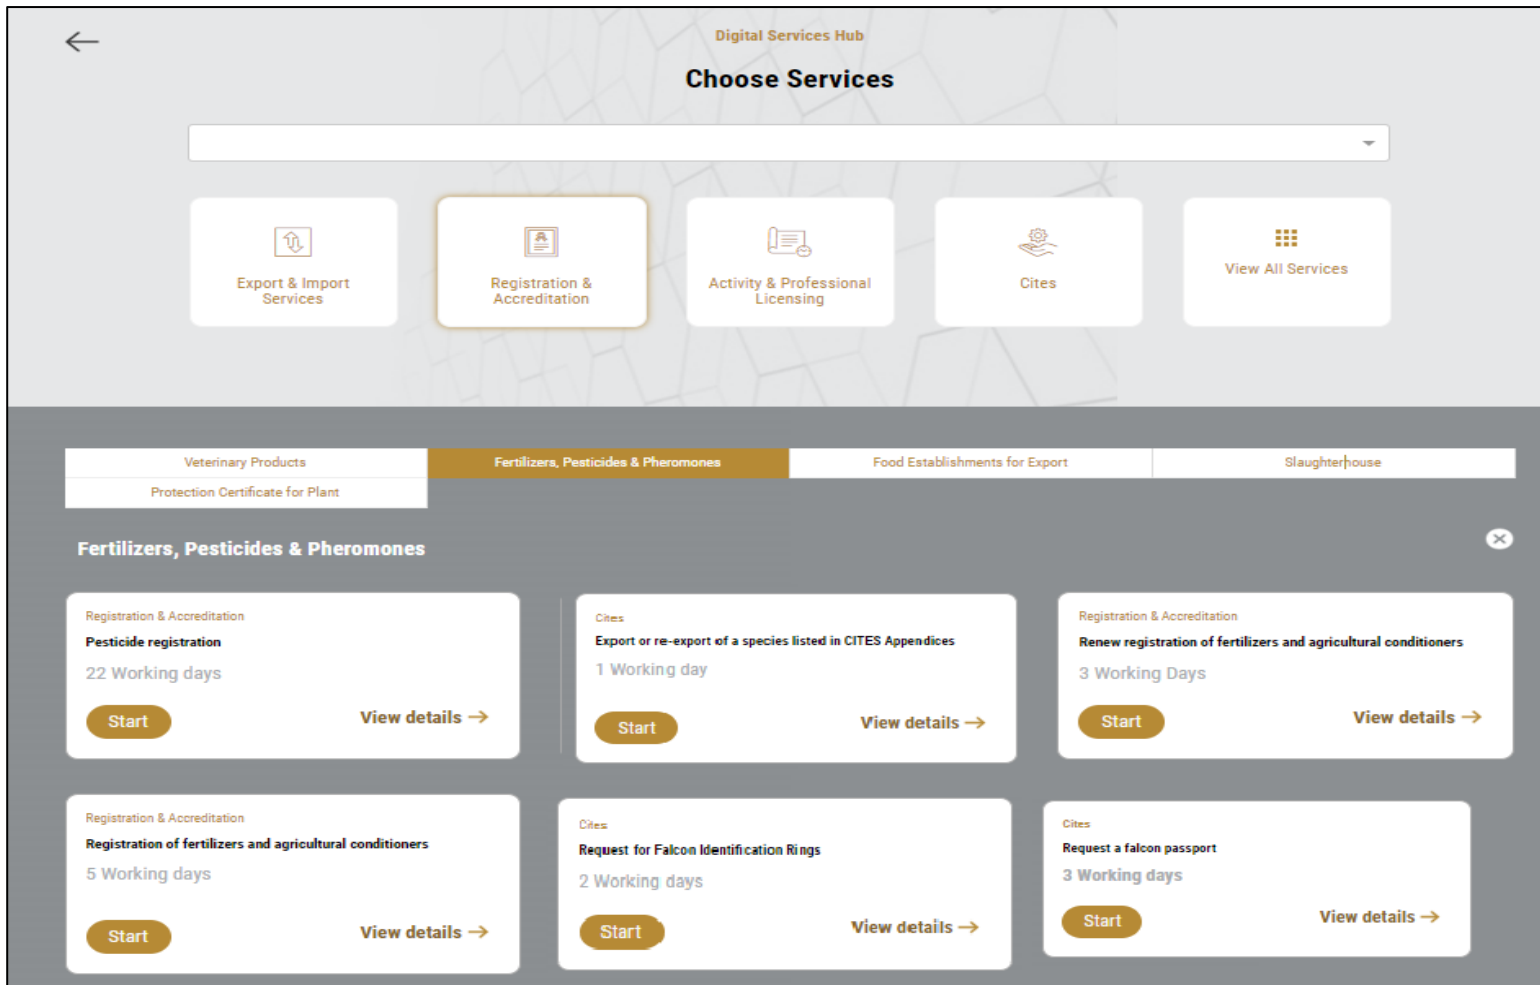 Digital Services Hub
Choose Services
Export & Import
Services
Registration &
Accreditation
Activity & Professional
Licensing
Cites
View All Services
Veterinary Products
Fertilizers, Pesticides & Pheromones
Food Establishments for Export
Slaughterhouse
Protection Certificate for Plant
Fertilizers, Pesticides & Pheromones
Registration & Accreditation
Pesticide registration
22 Working days
Start
View details →
Cites
Export or re-export of a species listed in CITES Appendices
1 Working day
Start
View details →
Registration & Accreditation
Renew registration of fertilizers and agricultural conditioners
3 Working Days
Start
View details →
Registration & Accreditation
Registration of fertilizers and agricultural conditioners
5 Working days
Start
View details →
Cites
Request for Falcon Identification Rings
2 Working days
Start
View details →
Cites
Request a falcon passport
3 Working days
Start
View details →